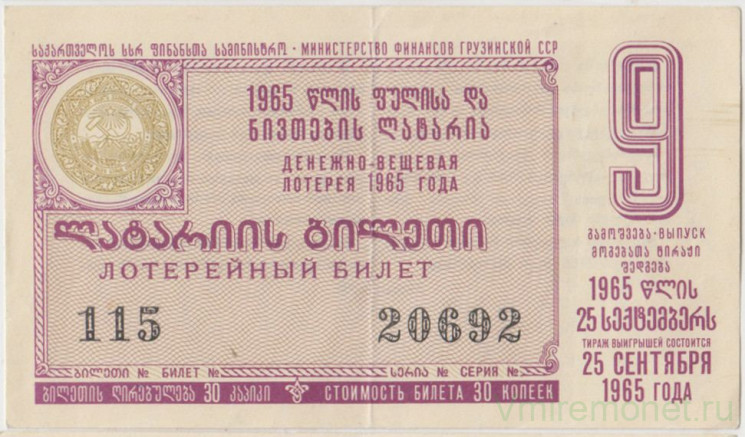 საქართველოს სსრ ფინანსთა სამინისტრო · МИНИСТЕРСТВО ФИНАНСОВ ГРУЗИНСКОЙ ССР
1965 წლის ფულისა და
ნივთების ლატარია
ДЕНЕЖНО-ВЕЩЕВАЯ
ЛОТЕРЕЯ 1965 ГОДА
ლატარიის ბილეთი
ЛОТЕРЕЙНЫЙ БИЛЕТ
115 20692
ბილეთი № БИЛЕТ № სერია № СЕРИЯ №
ბილეთის ღირებულება 30 კაპიკი СТОИМОСТЬ БИЛЕТА 30 КОПЕЕК
9
გამოშვება · ВЫПУСК
მოგებათა ტირაჟი
შედგება
1965 წლის
25 სექტემბერს
ТИРАЖ ВЫИГРЫШЕЙ СОСТОИТСЯ
25 СЕНТЯБРЯ
1965 ГОДА
vmiremonet.ru